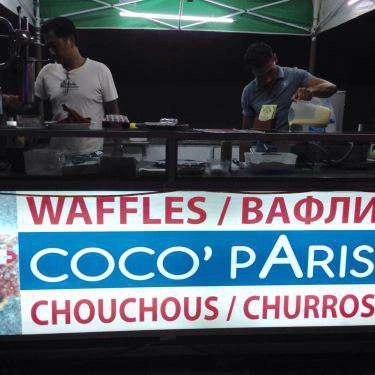 WAFFLES / ВАФЛИ
COCO' PARIS
CHOUCHOUS / CHURROS